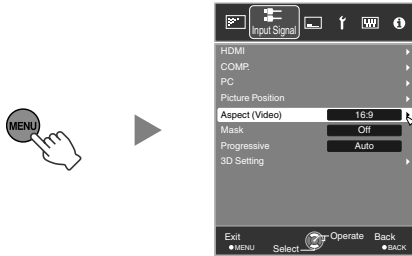 MENU
Input Signal
HDMI
COMP.
PC
Picture Position
Aspect (Video) 16:9
Mask Off
Progressive Auto
3D Setting
Exit Operate Back
MENU Select BACK